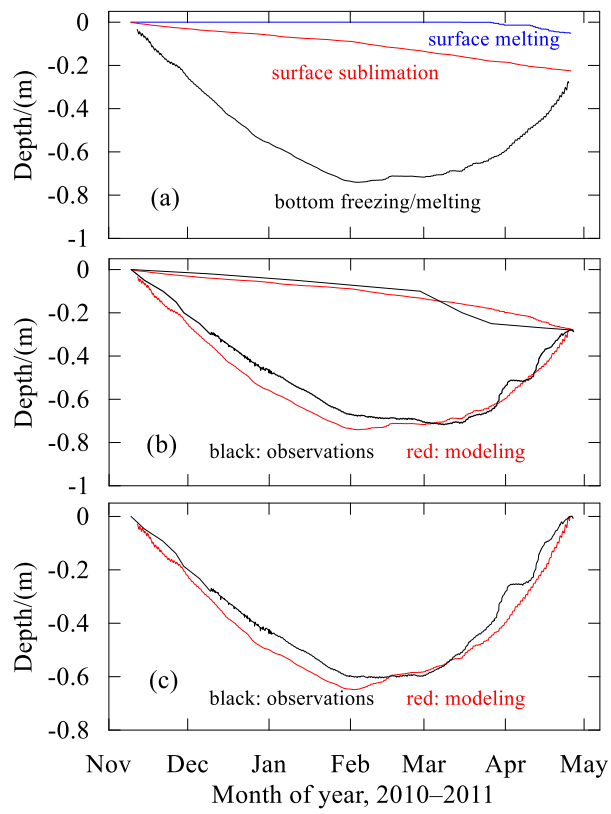 0
surface melting
-0.2
surface sublimation
-0.4
Depth/(m)
-0.6
-0.8
(a)
bottom freezing/melting
-1
0
-0.2
-0.4
Depth/(m)
-0.6
-0.8
(b)
black: observations red: modeling
-1
0
-0.2
-0.4
Depth/(m)
-0.6
(c)
black: observations red: modeling
-0.8
Nov Dec Jan Feb Mar Apr May
Month of year, 2010–2011